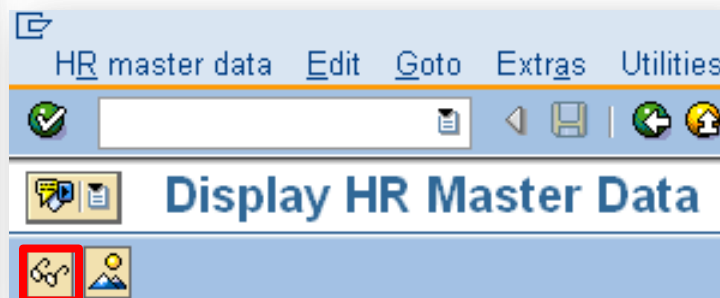 HR master data Edit Goto Extras Utilities
Display HR Master Data